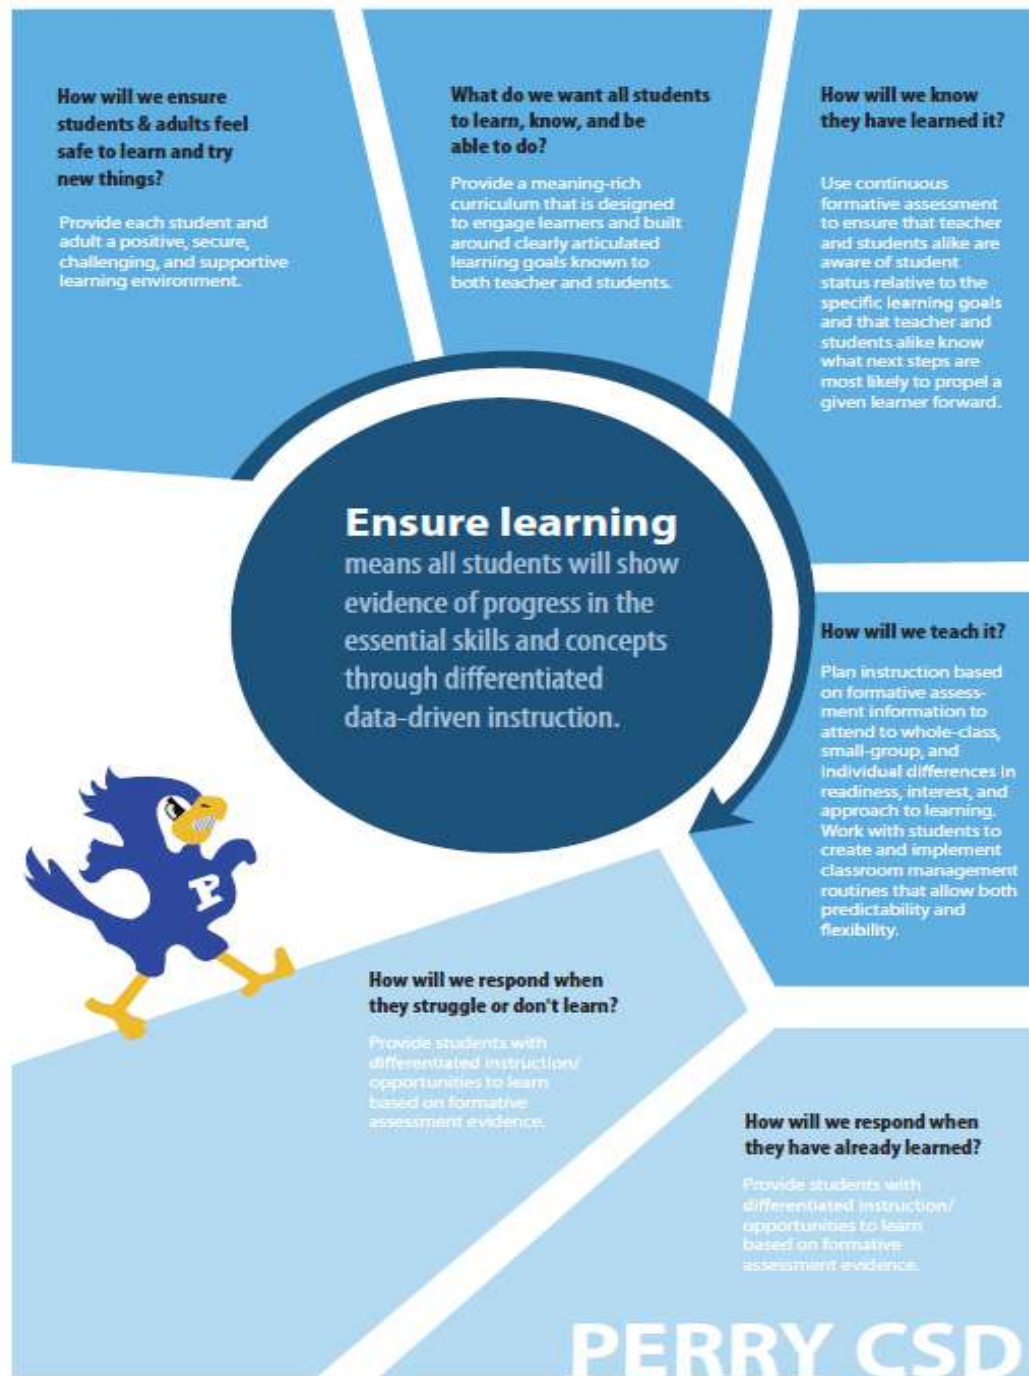 How will we ensure
students & adults feel
safe to learn and try
new things?
Provide each student and
adult a positive, secure,
challenging, and supportive
learning environment.
What do we want all students
to learn, know, and be
able to do?
Provide a meaning-rich
curriculum that is designed
to engage learners and built
around clearly articulated
learning goals known to
both teacher and students.
How will we know
they have learned it?
Use continuous
formative assessment
to ensure that teacher
and students alike are
aware of student
status relative to the
specific learning goals
and that teacher and
students alike know
what next steps are
most likely to propel a
given learner forward.
Ensure learning
means all students will show
evidence of progress in the
essential skills and concepts
through differentiated
data-driven instruction.
How will we teach it?
Plan instruction based
on formative assess-
ment information to
attend to whole-class,
small-group, and
individual differences in
readiness, interest, and
approach to learning.
Work with students to
create and implement
classroom management
routines that allow both
predictability and
flexibility.
P
How will we respond when
they struggle or don't learn?
Provide students with
differentiated instruction/
opportunities to learn
based on formative
assessment evidence.
How will we respond when
they have already learned?
Provide students with
differentiated instruction/
opportunities to learn
based on formative
assessment evidence.
PERRY CSD